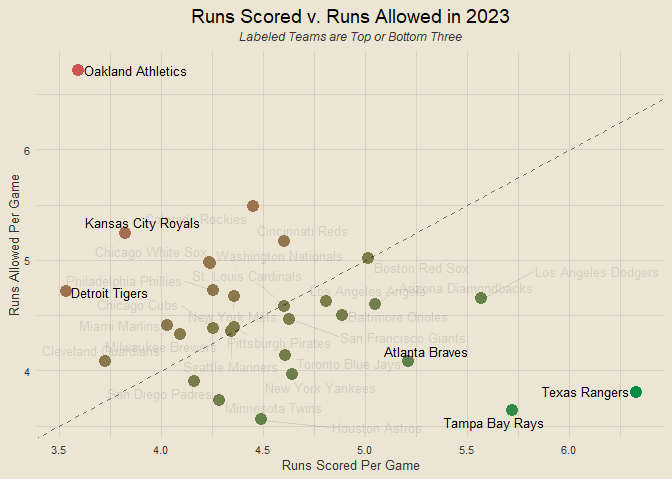 Runs Scored v. Runs Allowed in 2023
Labeled Teams are Top or Bottom Three
Oakland Athletics
6
Kansas City Royals
Colorado Rockies
Cincinnati Reds
Chicago White Sox
Washington Nationals
5
Boston Red Sox
Los Angeles Dodgers
Philadelphia Phillies
St. Louis Cardinals
Detroit Tigers
Los Angeles Angels
Arizona Diamondbacks
Chicago Cubs
New York Mets
Baltimore Orioles
Miami Marlins
San Francisco Giants
Cleveland Guardians
Milwaukee Brewers
Pittsburgh Pirates
Atlanta Braves
Seattle Mariners
Toronto Blue Jays
4
New York Yankees
San Diego Padres
Texas Rangers
Minnesota Twins
Tampa Bay Rays
Houston Astros
3.5
4.0
4.5
5.0
5.5
6.0
Runs Scored Per Game
Runs Allowed Per Game